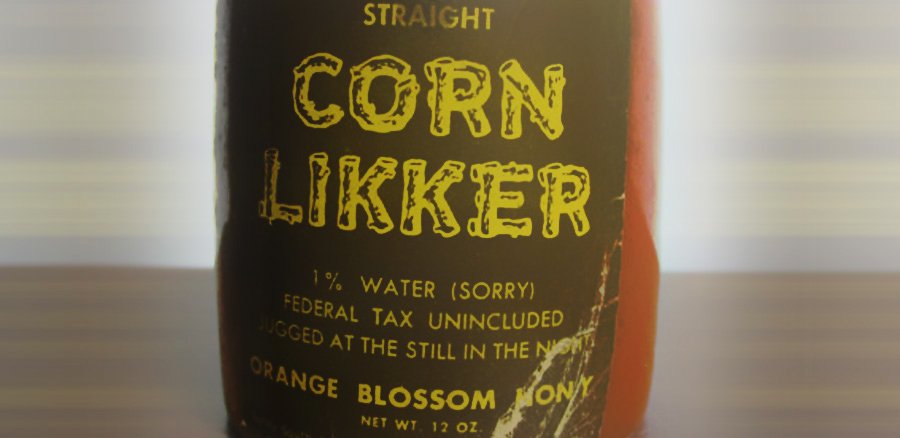 STRAIGHT
CORN
LIKKER
1% WATER (SORRY)
FEDERAL TAX UNINCLUDED
JUGGED AT THE STILL IN THE NIGHT
ORANGE BLOSSOM HONY
NET WT. 12 OZ.